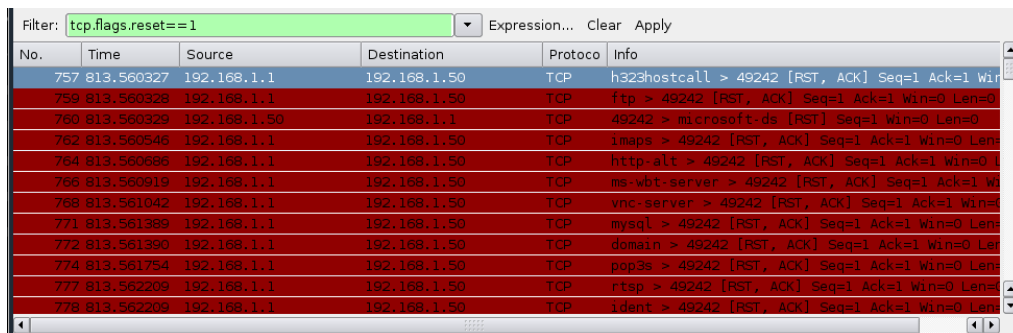 Filter: tcp.flags.reset==1 Expression... Clear Apply
No. Time Source Destination Protoco Info
757 813.560327 192.168.1.1 192.168.1.50 TCP h323hostcall > 49242 [RST, ACK] Seq=1 Ack=1 Win
759 813.560328 192.168.1.1 192.168.1.50 TCP ftp > 49242 [RST, ACK] Seq=1 Ack=1 Win=0 Len=0
760 813.560329 192.168.1.50 192.168.1.1 TCP 49242 > microsoft-ds [RST] Seq=1 Win=0 Len=0
762 813.560546 192.168.1.1 192.168.1.50 TCP imaps > 49242 [RST, ACK] Seq=1 Ack=1 Win=0 Len=
764 813.560686 192.168.1.1 192.168.1.50 TCP http-alt > 49242 [RST, ACK] Seq=1 Ack=1 Win=0 L
766 813.560919 192.168.1.1 192.168.1.50 TCP ms-wbt-server > 49242 [RST, ACK] Seq=1 Ack=1 Wi
768 813.561042 192.168.1.1 192.168.1.50 TCP vnc-server > 49242 [RST, ACK] Seq=1 Ack=1 Win=0
771 813.561389 192.168.1.1 192.168.1.50 TCP mysql > 49242 [RST, ACK] Seq=1 Ack=1 Win=0 Len=
772 813.561390 192.168.1.1 192.168.1.50 TCP domain > 49242 [RST, ACK] Seq=1 Ack=1 Win=0 Len
774 813.561754 192.168.1.1 192.168.1.50 TCP pop3s > 49242 [RST, ACK] Seq=1 Ack=1 Win=0 Len=
777 813.562209 192.168.1.1 192.168.1.50 TCP rtsp > 49242 [RST, ACK] Seq=1 Ack=1 Win=0 Len=0
778 813.562209 192.168.1.1 192.168.1.50 TCP ident > 49242 [RST, ACK] Seq=1 Ack=1 Win=0 Len=